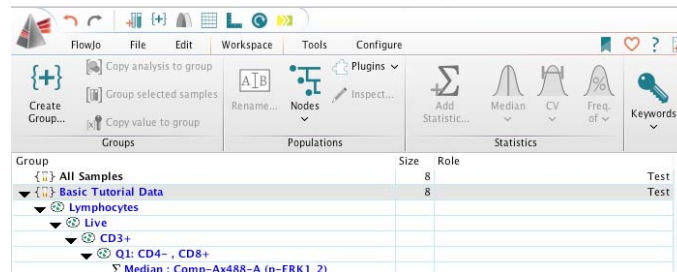 FlowJo File Edit Workspace Tools Configure
{+} Copy analysis to group AIB Plugins Σ %
Group selected samples Inspect...
Create Group... Rename... Nodes Add Statistic... Median CV Freq. of Keywords
Copy value to group
Groups Populations Statistics
Group Size Role
All Samples 8 Test
Basic Tutorial Data 8 Test
Lymphocytes
Live
CD3+
Q1: CD4- , CD8+
Σ Median : Comp-Ax488-A (p-ERK1_2)